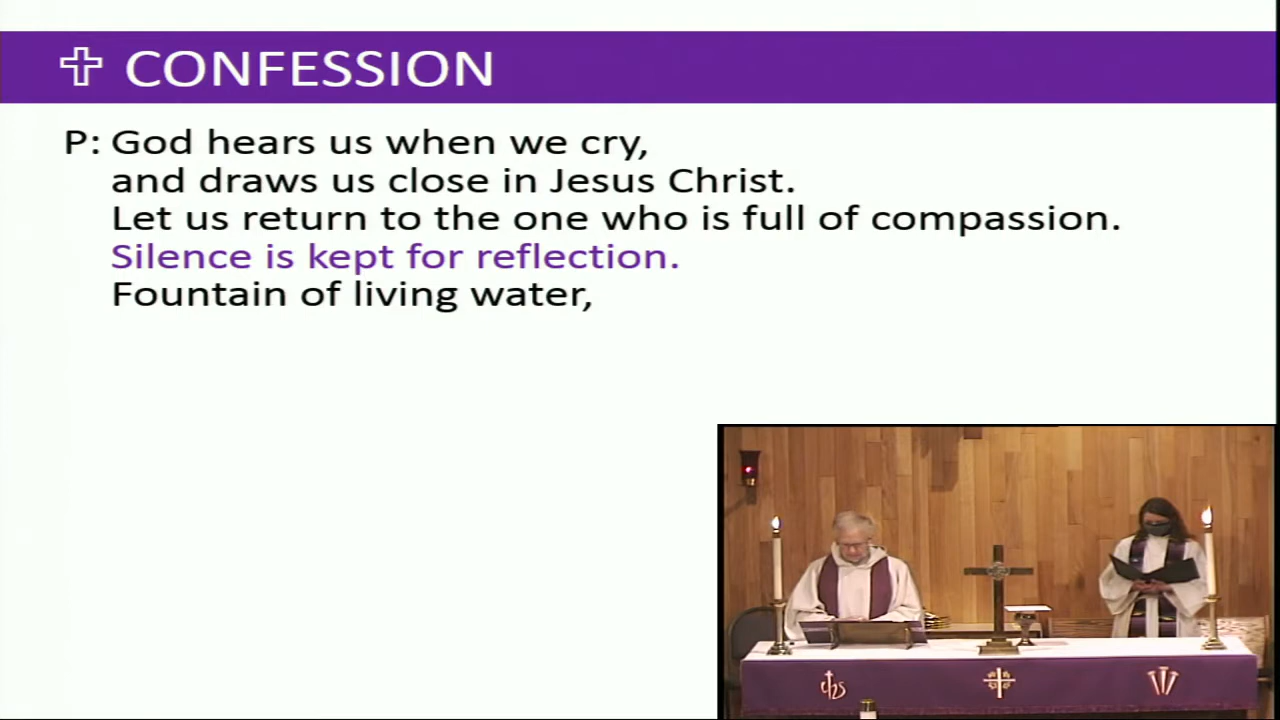 CONFESSION
P: God hears us when we cry,
and draws us close in Jesus Christ.
Let us return to the one who is full of compassion.
Silence is kept for reflection.
Fountain of living water,
IHS